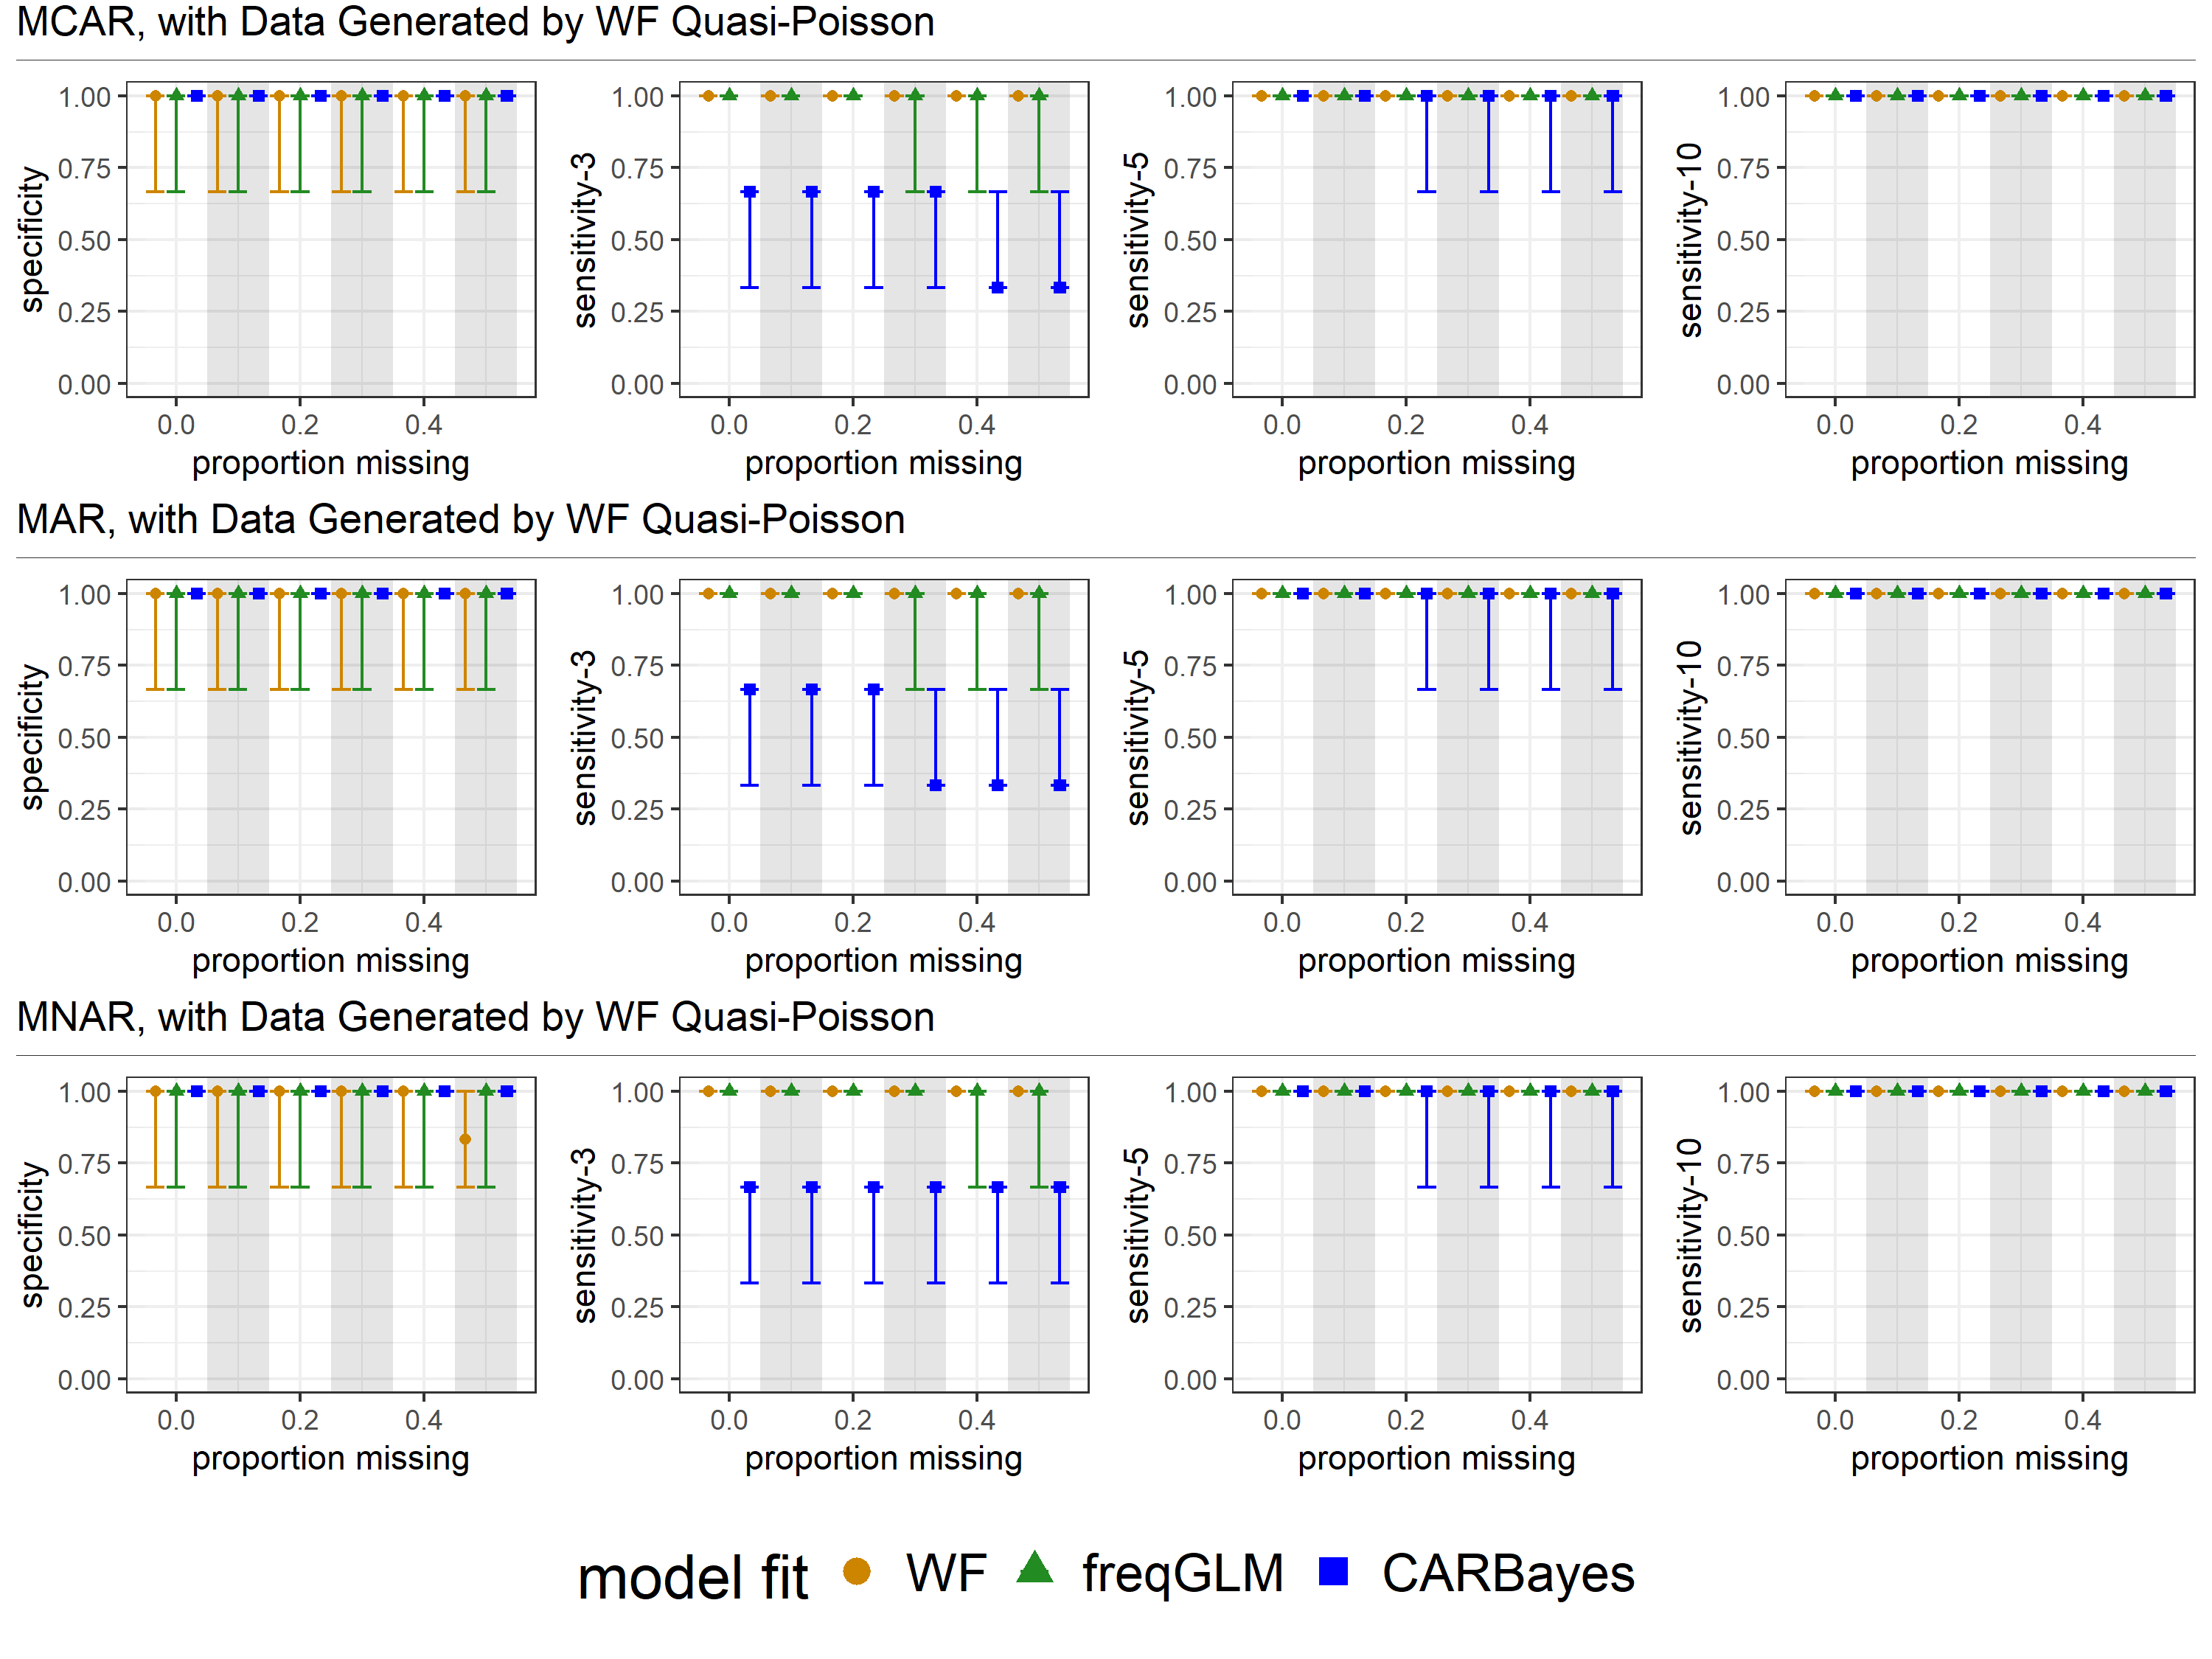 MCAR, with Data Generated by WF Quasi-Poisson
specificity
1.00
0.75
0.50
0.25
0.00
0.0 0.2 0.4
proportion missing
sensitivity-3
1.00
0.75
0.50
0.25
0.00
0.0 0.2 0.4
proportion missing
sensitivity-5
1.00
0.75
0.50
0.25
0.00
0.0 0.2 0.4
proportion missing
sensitivity-10
1.00
0.75
0.50
0.25
0.00
0.0 0.2 0.4
proportion missing
MAR, with Data Generated by WF Quasi-Poisson
specificity
1.00
0.75
0.50
0.25
0.00
0.0 0.2 0.4
proportion missing
sensitivity-3
1.00
0.75
0.50
0.25
0.00
0.0 0.2 0.4
proportion missing
sensitivity-5
1.00
0.75
0.50
0.25
0.00
0.0 0.2 0.4
proportion missing
sensitivity-10
1.00
0.75
0.50
0.25
0.00
0.0 0.2 0.4
proportion missing
MNAR, with Data Generated by WF Quasi-Poisson
specificity
1.00
0.75
0.50
0.25
0.00
0.0 0.2 0.4
proportion missing
sensitivity-3
1.00
0.75
0.50
0.25
0.00
0.0 0.2 0.4
proportion missing
sensitivity-5
1.00
0.75
0.50
0.25
0.00
0.0 0.2 0.4
proportion missing
sensitivity-10
1.00
0.75
0.50
0.25
0.00
0.0 0.2 0.4
proportion missing
model fit WF freqGLM CARBayes